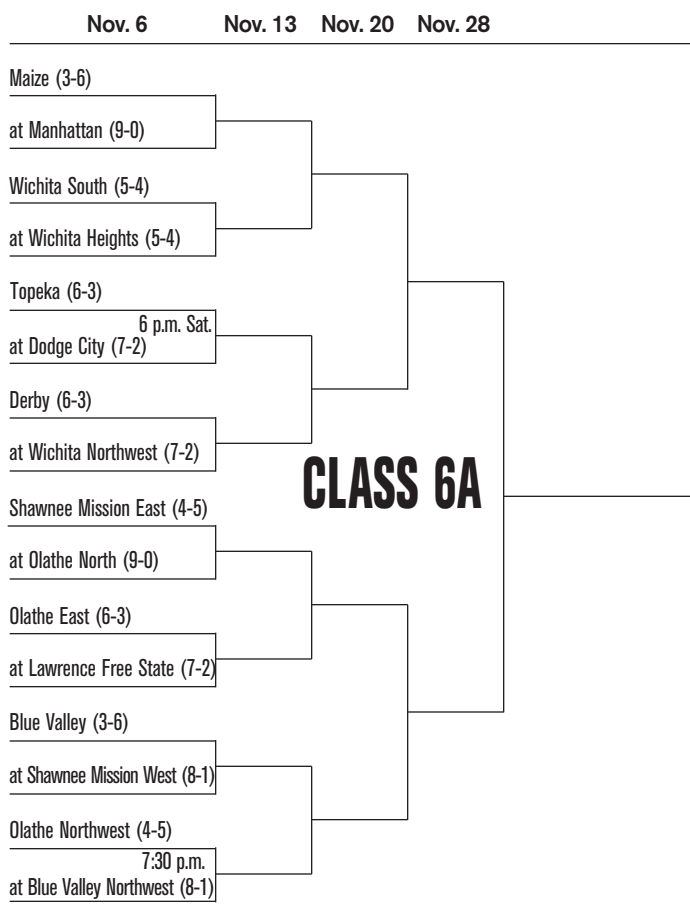 Nov. 6 Nov. 13 Nov. 20 Nov. 28
Maize (3-6)
at Manhattan (9-0)
Wichita South (5-4)
at Wichita Heights (5-4)
Topeka (6-3)
6 p.m. Sat.
at Dodge City (7-2)
Derby (6-3)
at Wichita Northwest (7-2)
CLASS 6A
Shawnee Mission East (4-5)
at Olathe North (9-0)
Olathe East (6-3)
at Lawrence Free State (7-2)
Blue Valley (3-6)
at Shawnee Mission West (8-1)
Olathe Northwest (4-5)
7:30 p.m.
at Blue Valley Northwest (8-1)